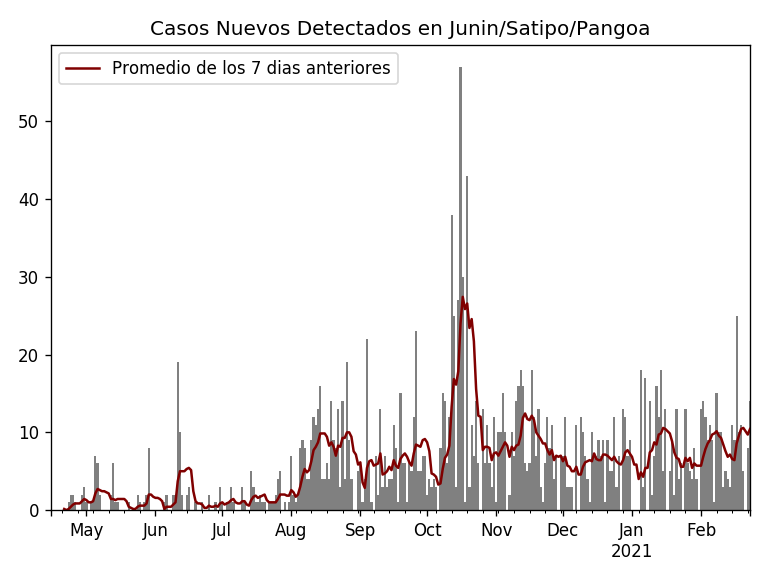 Casos Nuevos Detectados en Junin/Satipo/Pangoa
Promedio de los 7 dias anteriores
50
40
30
20
10
0
May Jun Jul Aug Sep Oct Nov Dec Jan Feb
2021